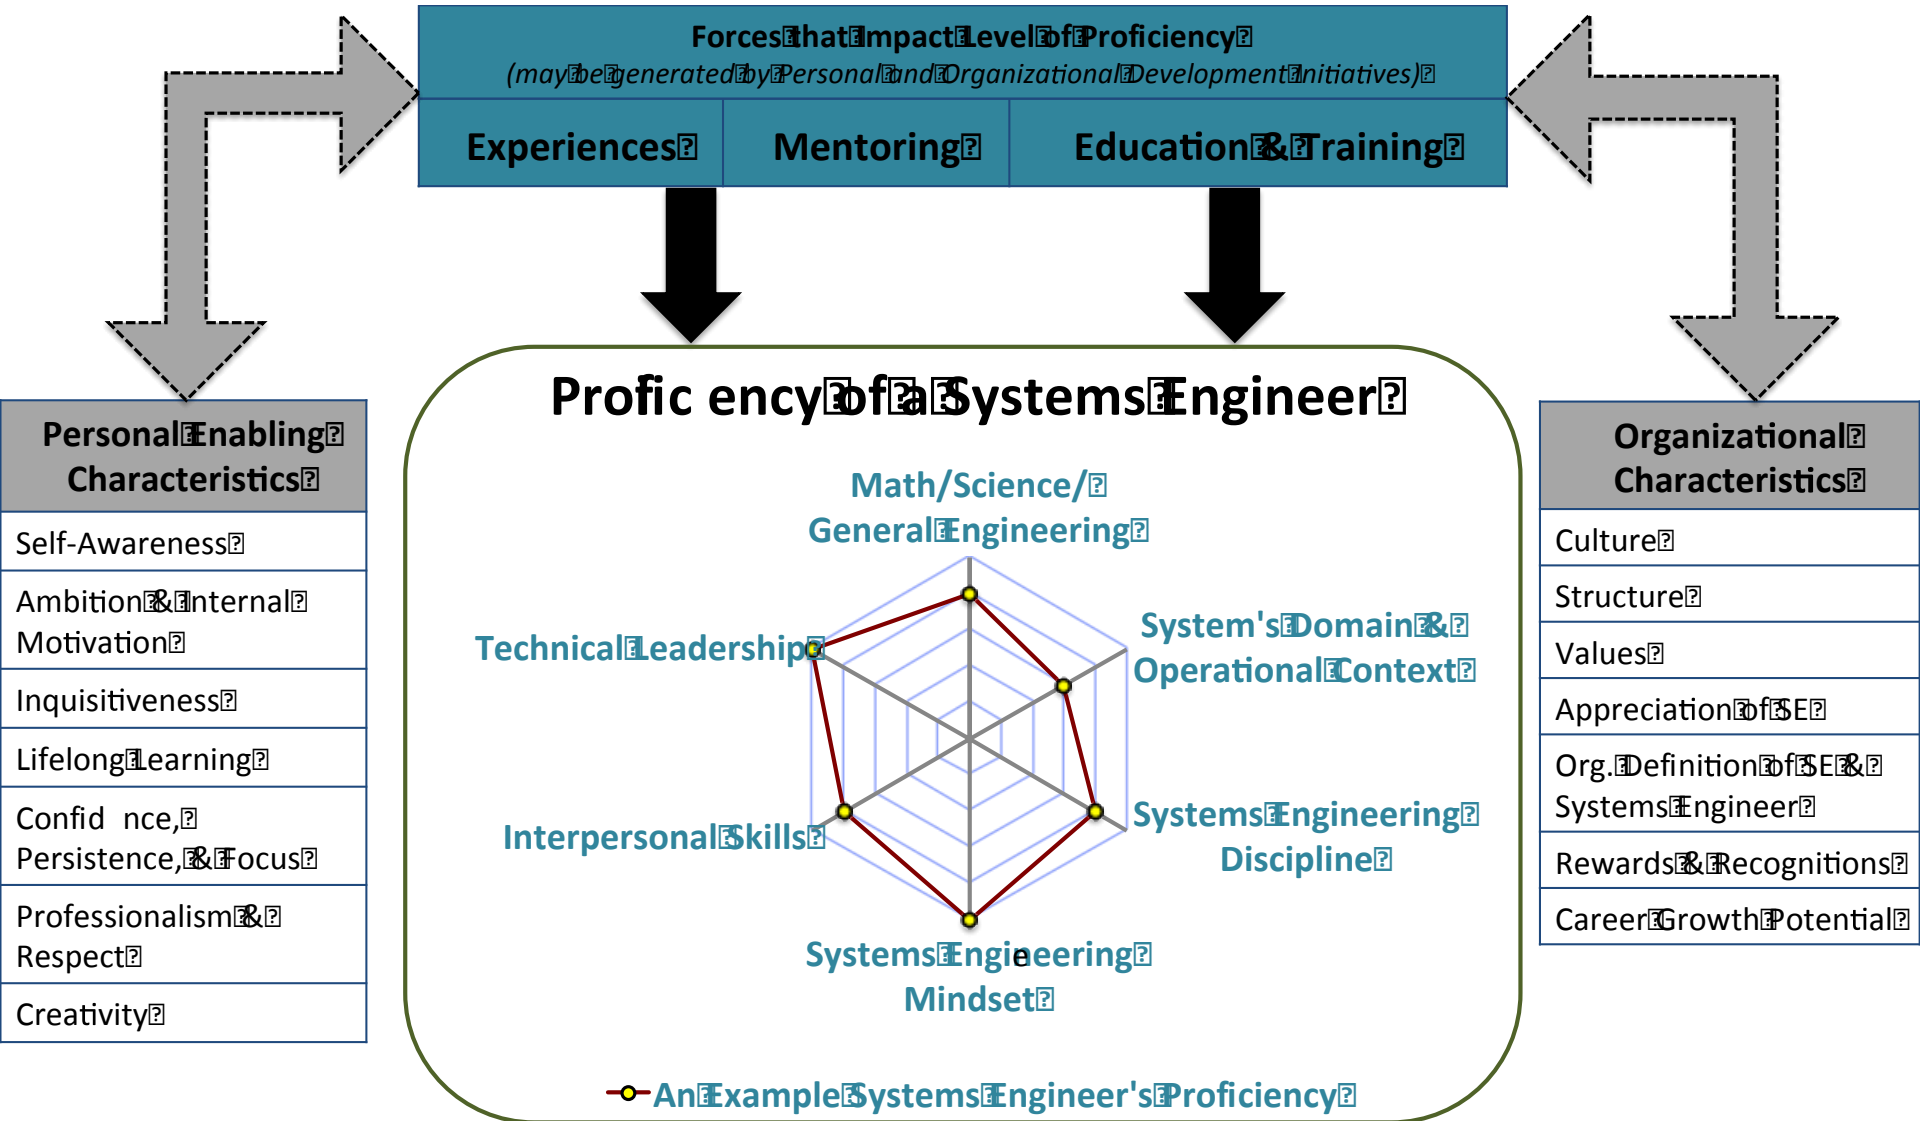 Forces that Impact Level of Proficiency
(may be generated by Personal and Organizational Development Initiatives)
Experiences
Mentoring
Education & Training
Personal Enabling
Characteristics
Self-Awareness
Ambition & Internal
Motivation
Inquisitiveness
Lifelong Learning
Confid nce,
Persistence, & Focus
Professionalism &
Respect
Creativity
Profic ency of a Systems Engineer
Math/Science/
General Engineering
System's Domain &
Operational Context
Systems Engineering
Discipline
Systems Engineering
Mindset
Interpersonal Skills
Technical Leadership
An Example Systems Engineer's Proficiency
Organizational
Characteristics
Culture
Structure
Values
Appreciation of SE
Org. Definition of SE &
Systems Engineer
Rewards & Recognitions
Career Growth Potential